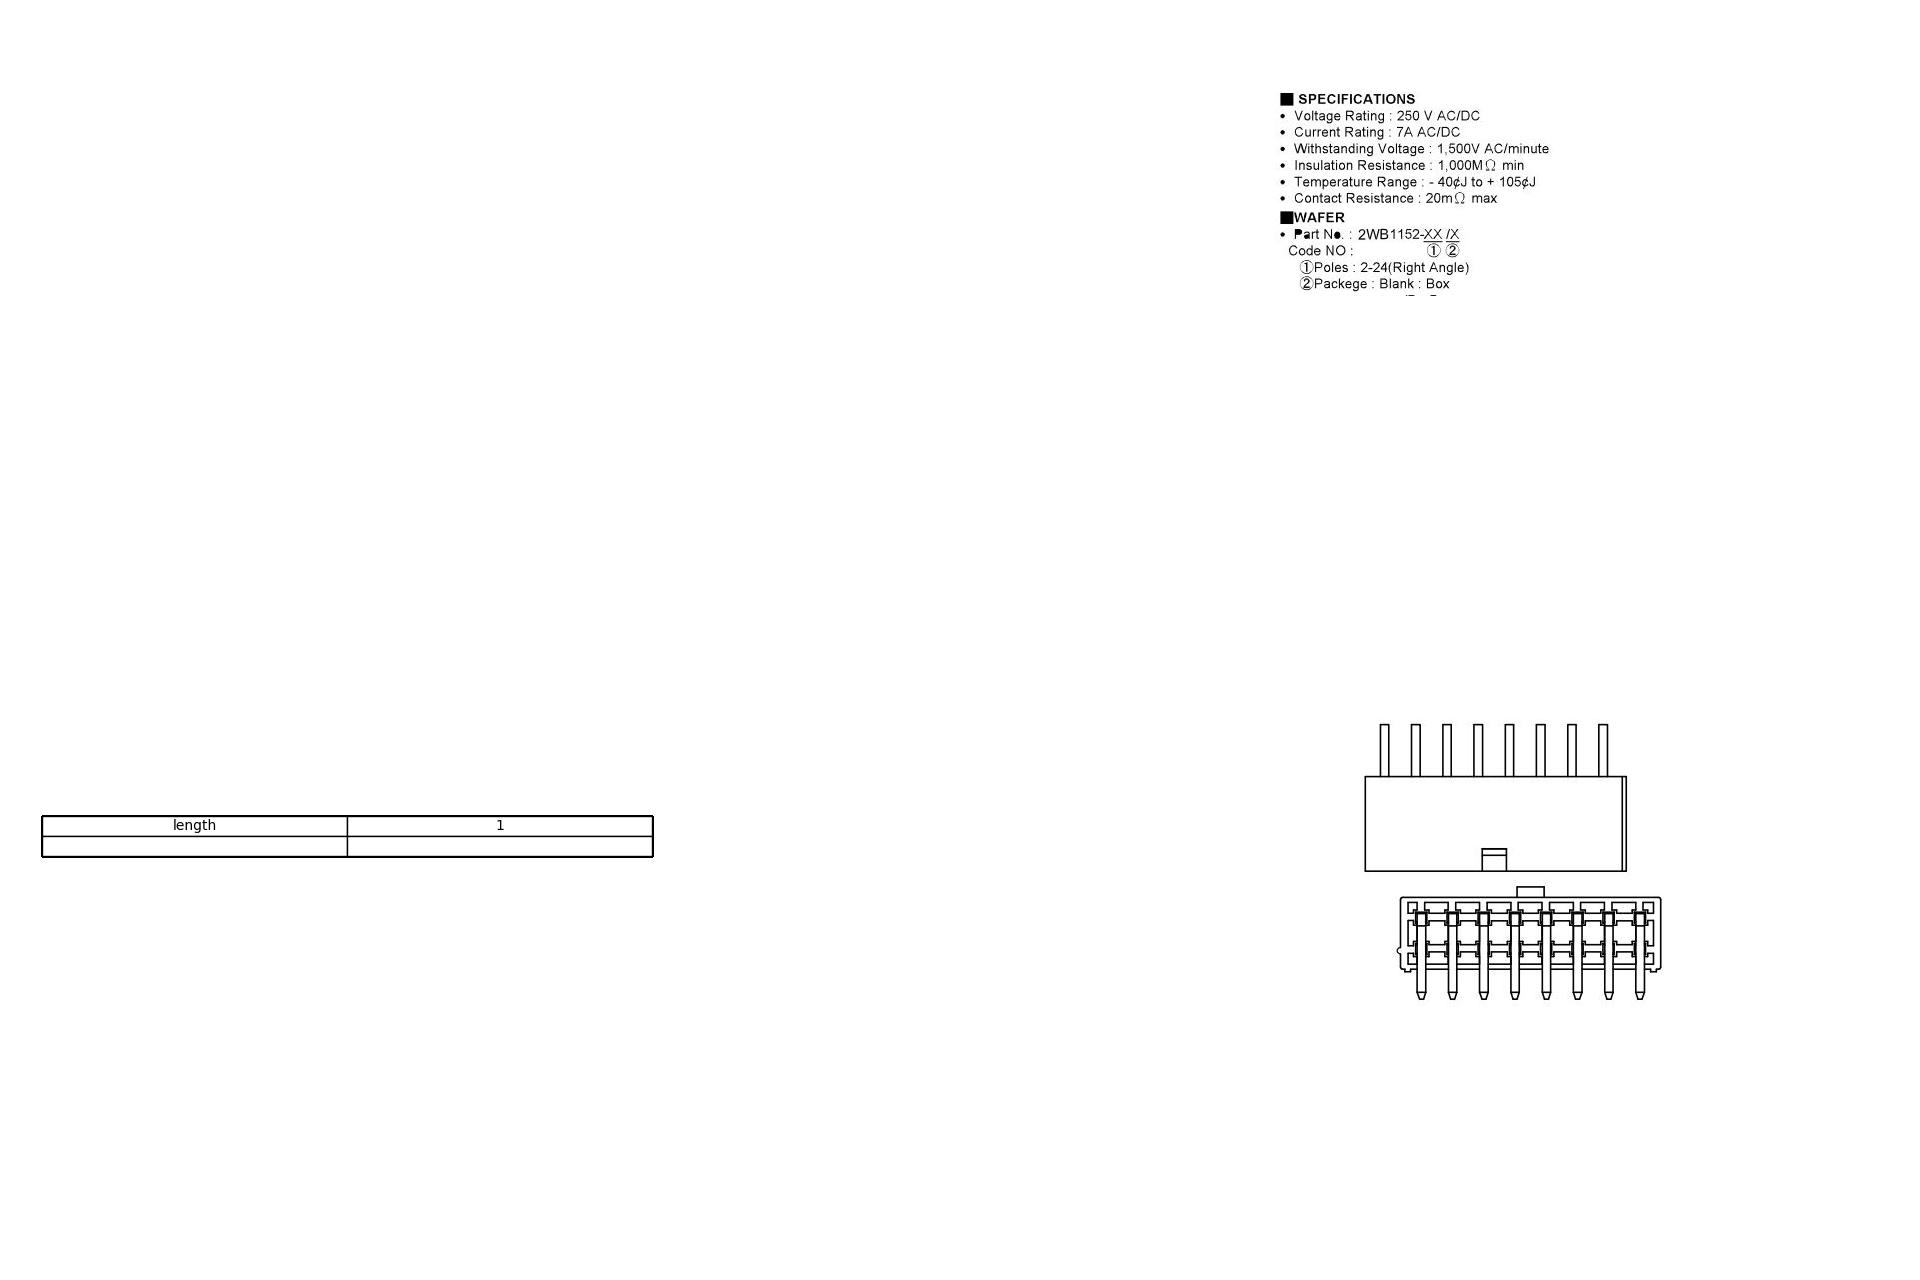 ■ SPECIFICATIONS
• Voltage Rating : 250 V AC/DC
• Current Rating : 7A AC/DC
• Withstanding Voltage : 1,500V AC/minute
• Insulation Resistance : 1,000MΩ min
• Temperature Range : - 40¢J to + 105¢J
• Contact Resistance : 20mΩ max
■WAFER
• Part No. : 2WB1152-XX /X
Code NO : ① ②
①Poles : 2-24(Right Angle)
②Packege : Blank : Box
length 1